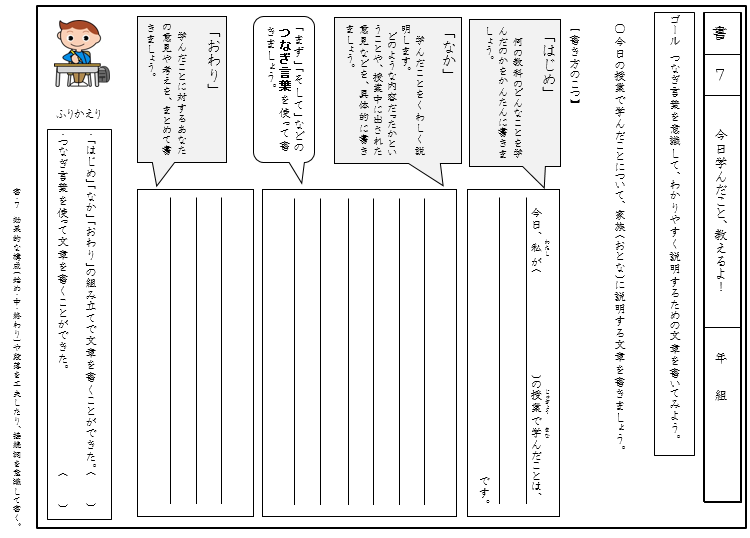 書
7
今日学んだこと、教えるよ！
年　組
ゴール　つなぎ言葉を意識して、わかりやすく説明するための文章を書いてみよう。
○今日の授業で学んだことについて、家族(おとな)に説明する文章を書きましょう。
【書き方のこつ】
「はじめ」
何の教科のどんなことを学
んだのかをかんたんに書きま
しょう。
今日、私が(
わたし
)の授業で学んだことは、
じゅぎょう
まな
です。
「なか」
学んだことをくわしく説
明します。
どのような内容だったかとい
うことや、授業中に出された
意見などを、具体的に書き
ましょう。
「まず」「そして」などの
つなぎ言葉を使って書
きましょう。
「おわり」
学んだことに対するあなた
の意見や考えを、まとめて書
きましょう。
ふりかえり
・「はじめ」「なか」「おわり」の組み立てで文章を書くことができた。(　　)
・つなぎ言葉を使って文章を書くことができた。(　　)
書-7　効果的な構成(始め・中・終わり)や段落を工夫したり、接続詞を意識して書く。